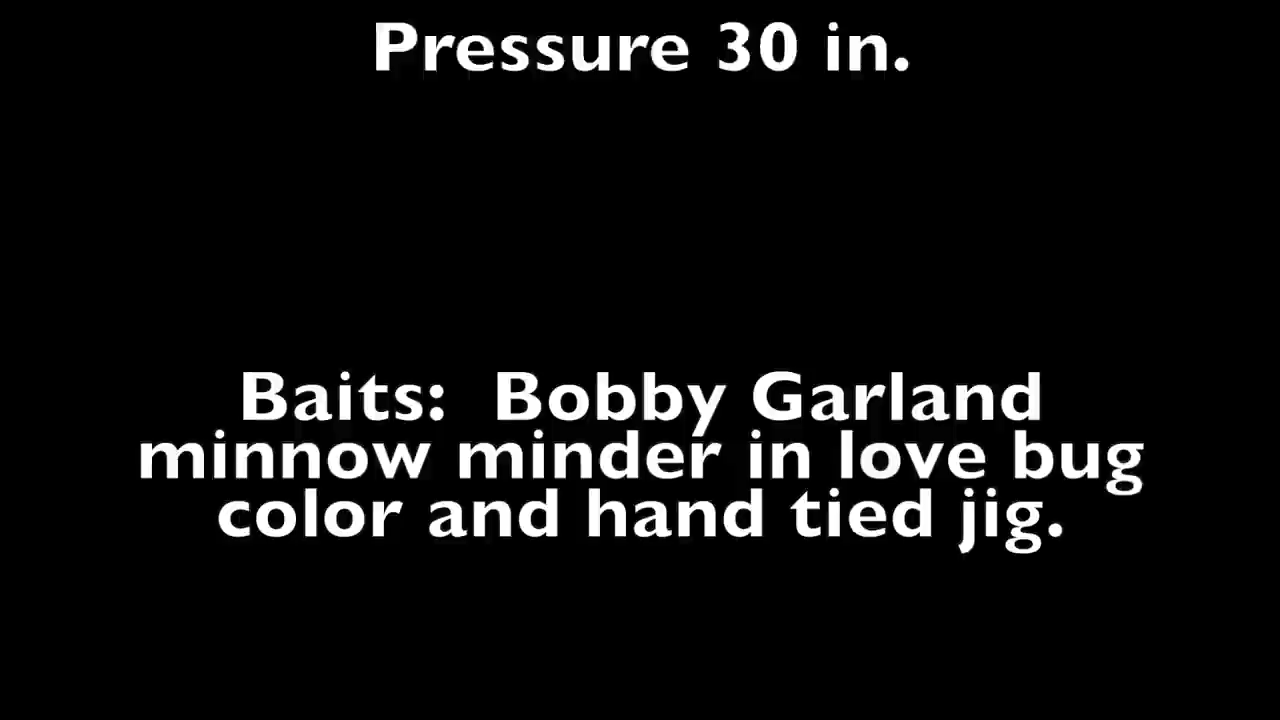 Pressure 30 in.
Baits:  Bobby Garland
minnow minder in love bug
color and hand tied jig.